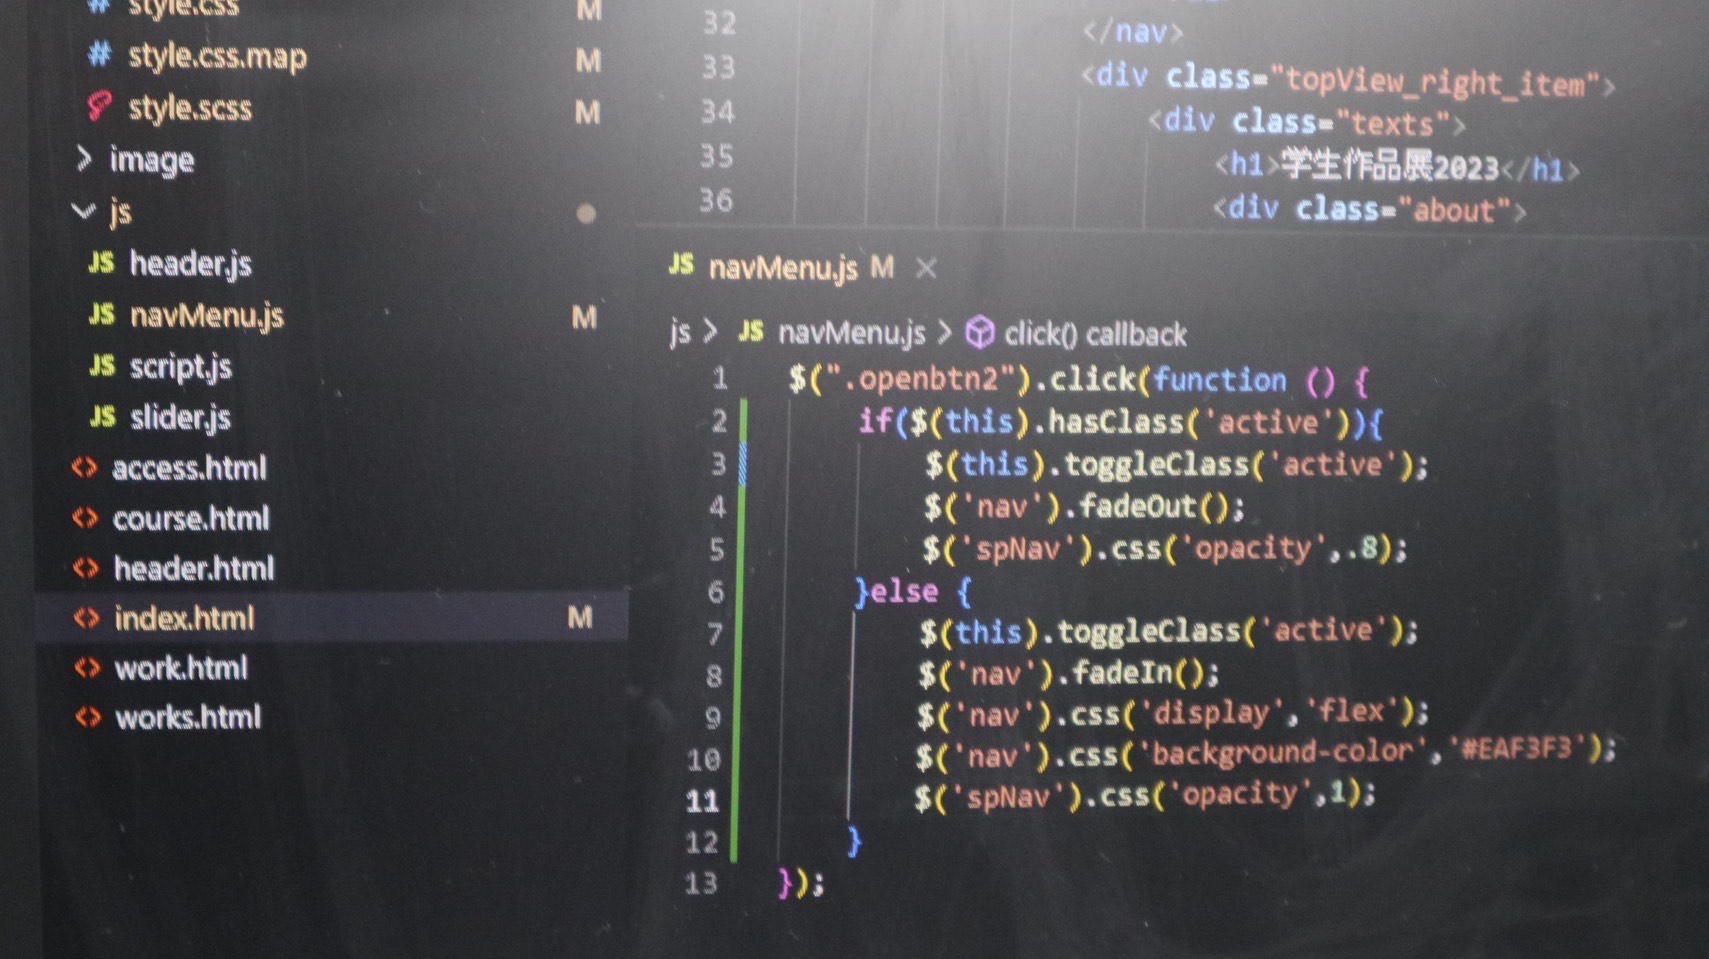 style.css M
style.css.map M
style.scss M
image
js
header.js
navMenu.js M
script.js
slider.js
access.html
course.html
header.html
index.html M
work.html
works.html
32 </nav>
33 <div class="topView_right_item">
34 <div class="texts">
35 <h1>学生作品展2023</h1>
36 <div class="about">
JS navMenu.js M ×
js > JS navMenu.js > click() callback
1 $(".openbtn2").click(function () {
2 if($(this).hasClass('active')){
3 $(this).toggleClass('active');
4 $('nav').fadeOut();
5 $('spNav').css('opacity',.8);
6 }else {
7 $(this).toggleClass('active');
8 $('nav').fadeIn();
9 $('nav').css('display','flex');
10 $('nav').css('background-color','#EAF3F3');
11 $('spNav').css('opacity',1);
12 }
13 });